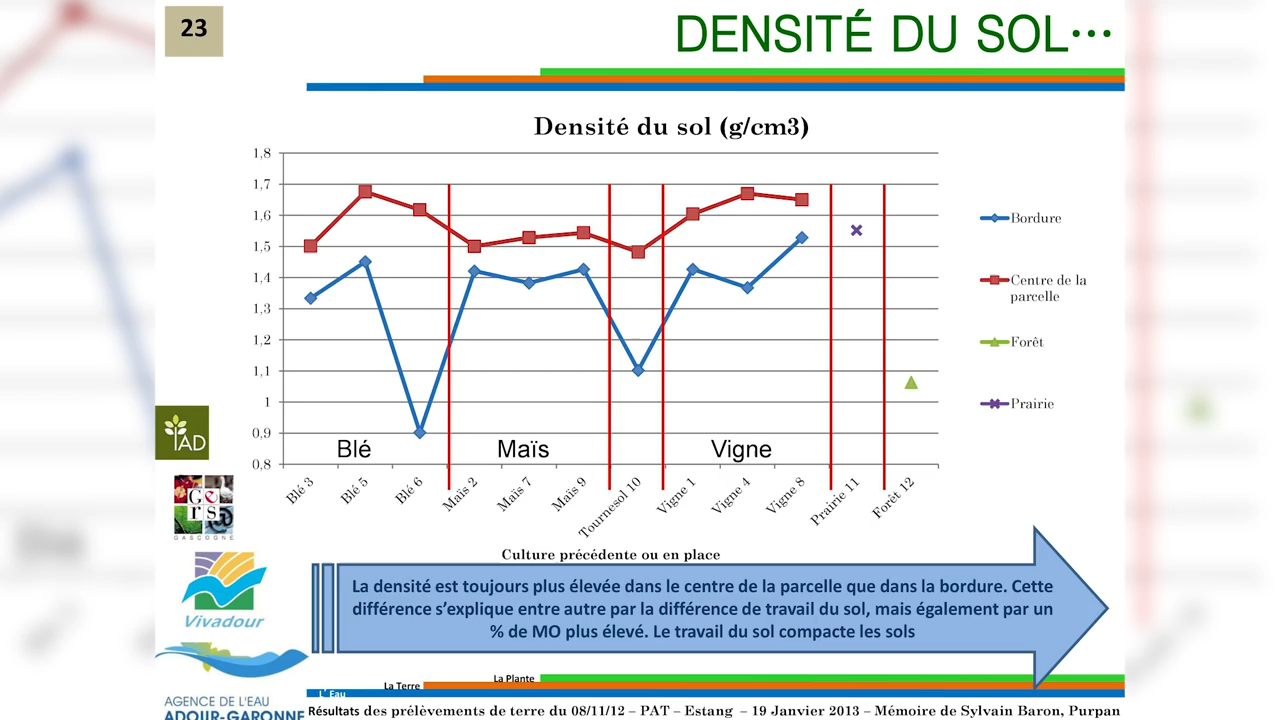 23
DENSITÉ DU SOL…
Densité du sol (g/cm3)
1,8
1,7
1,6
1,5
1,4
1,3
1,2
1,1
1
0,9
0,8
Bordure
Centre de la
parcelle
Forêt
Prairie
Blé
Maïs
Vigne
Blé 3
Blé 5
Blé 6
Maïs 2
Maïs 7
Maïs 9
Tournesol 10
Vigne 1
Vigne 4
Vigne 8
Prairie 11
Forêt 12
Culture précédente ou en place
IAD
Gers
GASCOGNE
Vivadour
AGENCE DE L'EAU
ADOUR-GARONNE
La densité est toujours plus élevée dans le centre de la parcelle que dans la bordure. Cette
différence s'explique entre autre par la différence de travail du sol, mais également par un
% de MO plus élevé. Le travail du sol compacte les sols
La Plante
La Terre
L' Eau
Résultats des prélèvements de terre du 08/11/12 – PAT – Estang – 19 Janvier 2013 – Mémoire de Sylvain Baron, Purpan